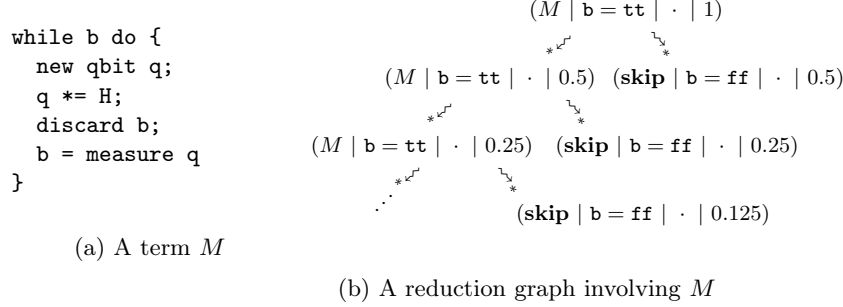 while b do {
new qbit q;
q *= H;
discard b;
b = measure q
}
(a) A term M
(M | b = tt | · | 1)
* *
(M | b = tt | · | 0.5) (skip | b = ff | · | 0.5)
* *
(M | b = tt | · | 0.25) (skip | b = ff | · | 0.25)
* *
⋰ (skip | b = ff | · | 0.125)
(b) A reduction graph involving M